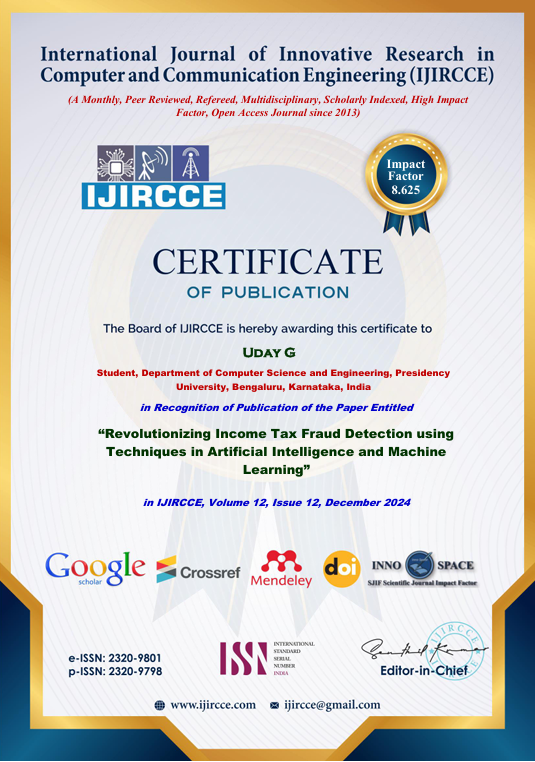 International Journal of Innovative Research in
Computer and Communication Engineering (IJIRCCE)
(A Monthly, Peer Reviewed, Refereed, Multidisciplinary, Scholarly Indexed, High Impact
Factor, Open Access Journal since 2013)
IJIRCCE
Impact
Factor
8.625
CERTIFICATE
OF PUBLICATION
The Board of IJIRCCE is hereby awarding this certificate to
UDAY G
Student, Department of Computer Science and Engineering, Presidency
University, Bengaluru, Karnataka, India
in Recognition of Publication of the Paper Entitled
“Revolutionizing Income Tax Fraud Detection using
Techniques in Artificial Intelligence and Machine
Learning”
in IJIRCCE, Volume 12, Issue 12, December 2024
Google
scholar
Crossref
Mendeley
doi
INNO SPACE
SJIF Scientific Journal Impact Factor
e-ISSN: 2320-9801
p-ISSN: 2320-9798
ISSN
INTERNATIONAL
STANDARD
SERIAL
NUMBER
INDIA
IJIRCCE
Editor-in-Chief
www.ijircce.com ijircce@gmail.com